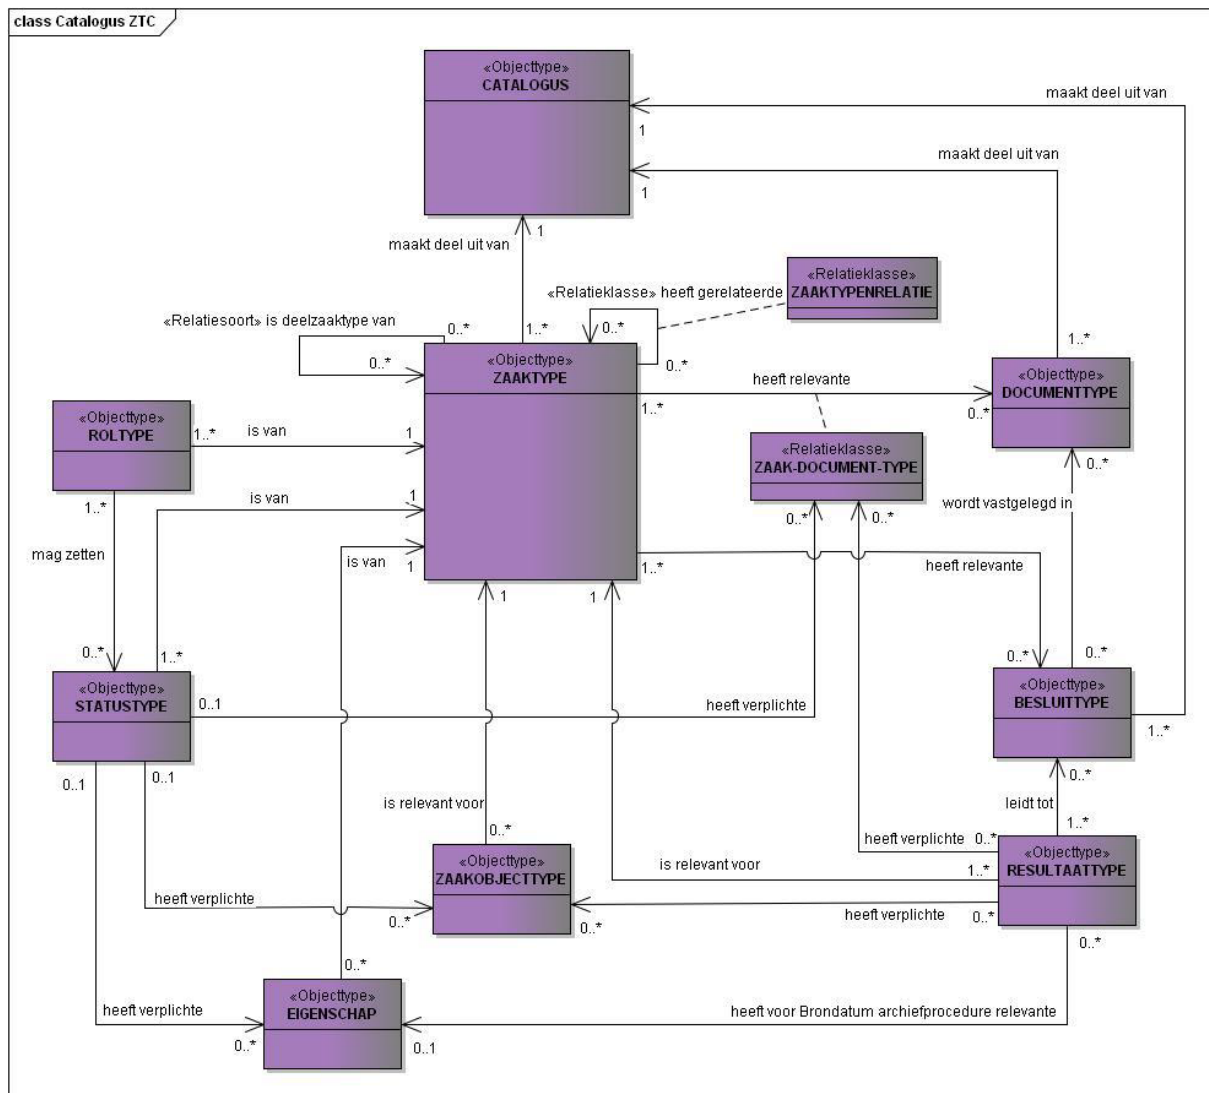 class Catalogus ZTC
«Objecttype»
CATALOGUS
maakt deel uit van
1
maakt deel uit van
1
1
maakt deel uit van
«Relatieklasse»
ZAAKTYPENRELATIE
«Relatieklasse» heeft gerelateerde
«Relatiesoort» is deelzaaktype van
0..*
1..*
0..*
0..*
0..*
1..*
«Objecttype»
ZAAKTYPE
«Objecttype»
DOCUMENTTYPE
heeft relevante
1..*
0..*
«Objecttype»
ROLTYPE
1..*
is van
1
«Relatieklasse»
ZAAK-DOCUMENT-TYPE
0..*
is van
1
1..*
0..*
0..*
wordt vastgelegd in
mag zetten
is van
1
1..*
heeft relevante
1
1
0..*
1..*
0..*
0..*
«Objecttype»
STATUSTYPE
0..1
heeft verplichte
«Objecttype»
BESLUITTYPE
1..*
0..1
0..1
0..*
is relevant voor
leidt tot
0..*
1..*
heeft verplichte
0..*
«Objecttype»
ZAAKOBJECTTYPE
is relevant voor
1..*
«Objecttype»
RESULTAATTYPE
heeft verplichte
0..*
0..*
heeft verplichte
0..*
0..*
0..*
«Objecttype»
EIGENSCHAP
heeft verplichte
0..*
heeft voor Brondatum archiefprocedure relevante
0..1